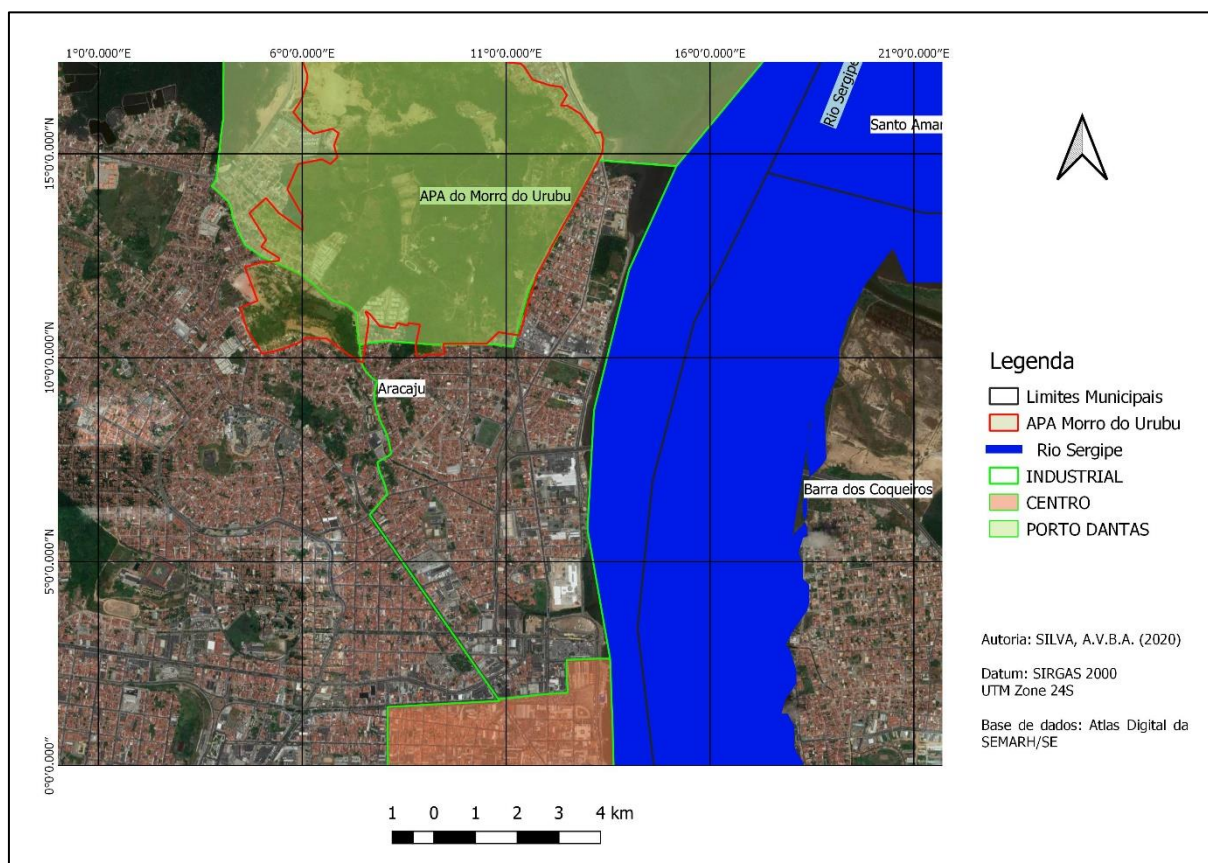 1°0'0.000"E 6°0'0.000"E 11°0'0.000"E 16°0'0.000"E 21°0'0.000"E
Rio Sergipe
Santo Amar
15°0'0.000"N
APA do Morro do Urubu
10°0'0.000"N
Aracaju
Barra dos Coqueiros
5°0'0.000"N
0°0'0.000"
1 0 1 2 3 4 km
Legenda
Limites Municipais
APA Morro do Urubu
Rio Sergipe
INDUSTRIAL
CENTRO
PORTO DANTAS
Autoria: SILVA, A.V.B.A. (2020)
Datum: SIRGAS 2000
UTM Zone 24S
Base de dados: Atlas Digital da
SEMARH/SE